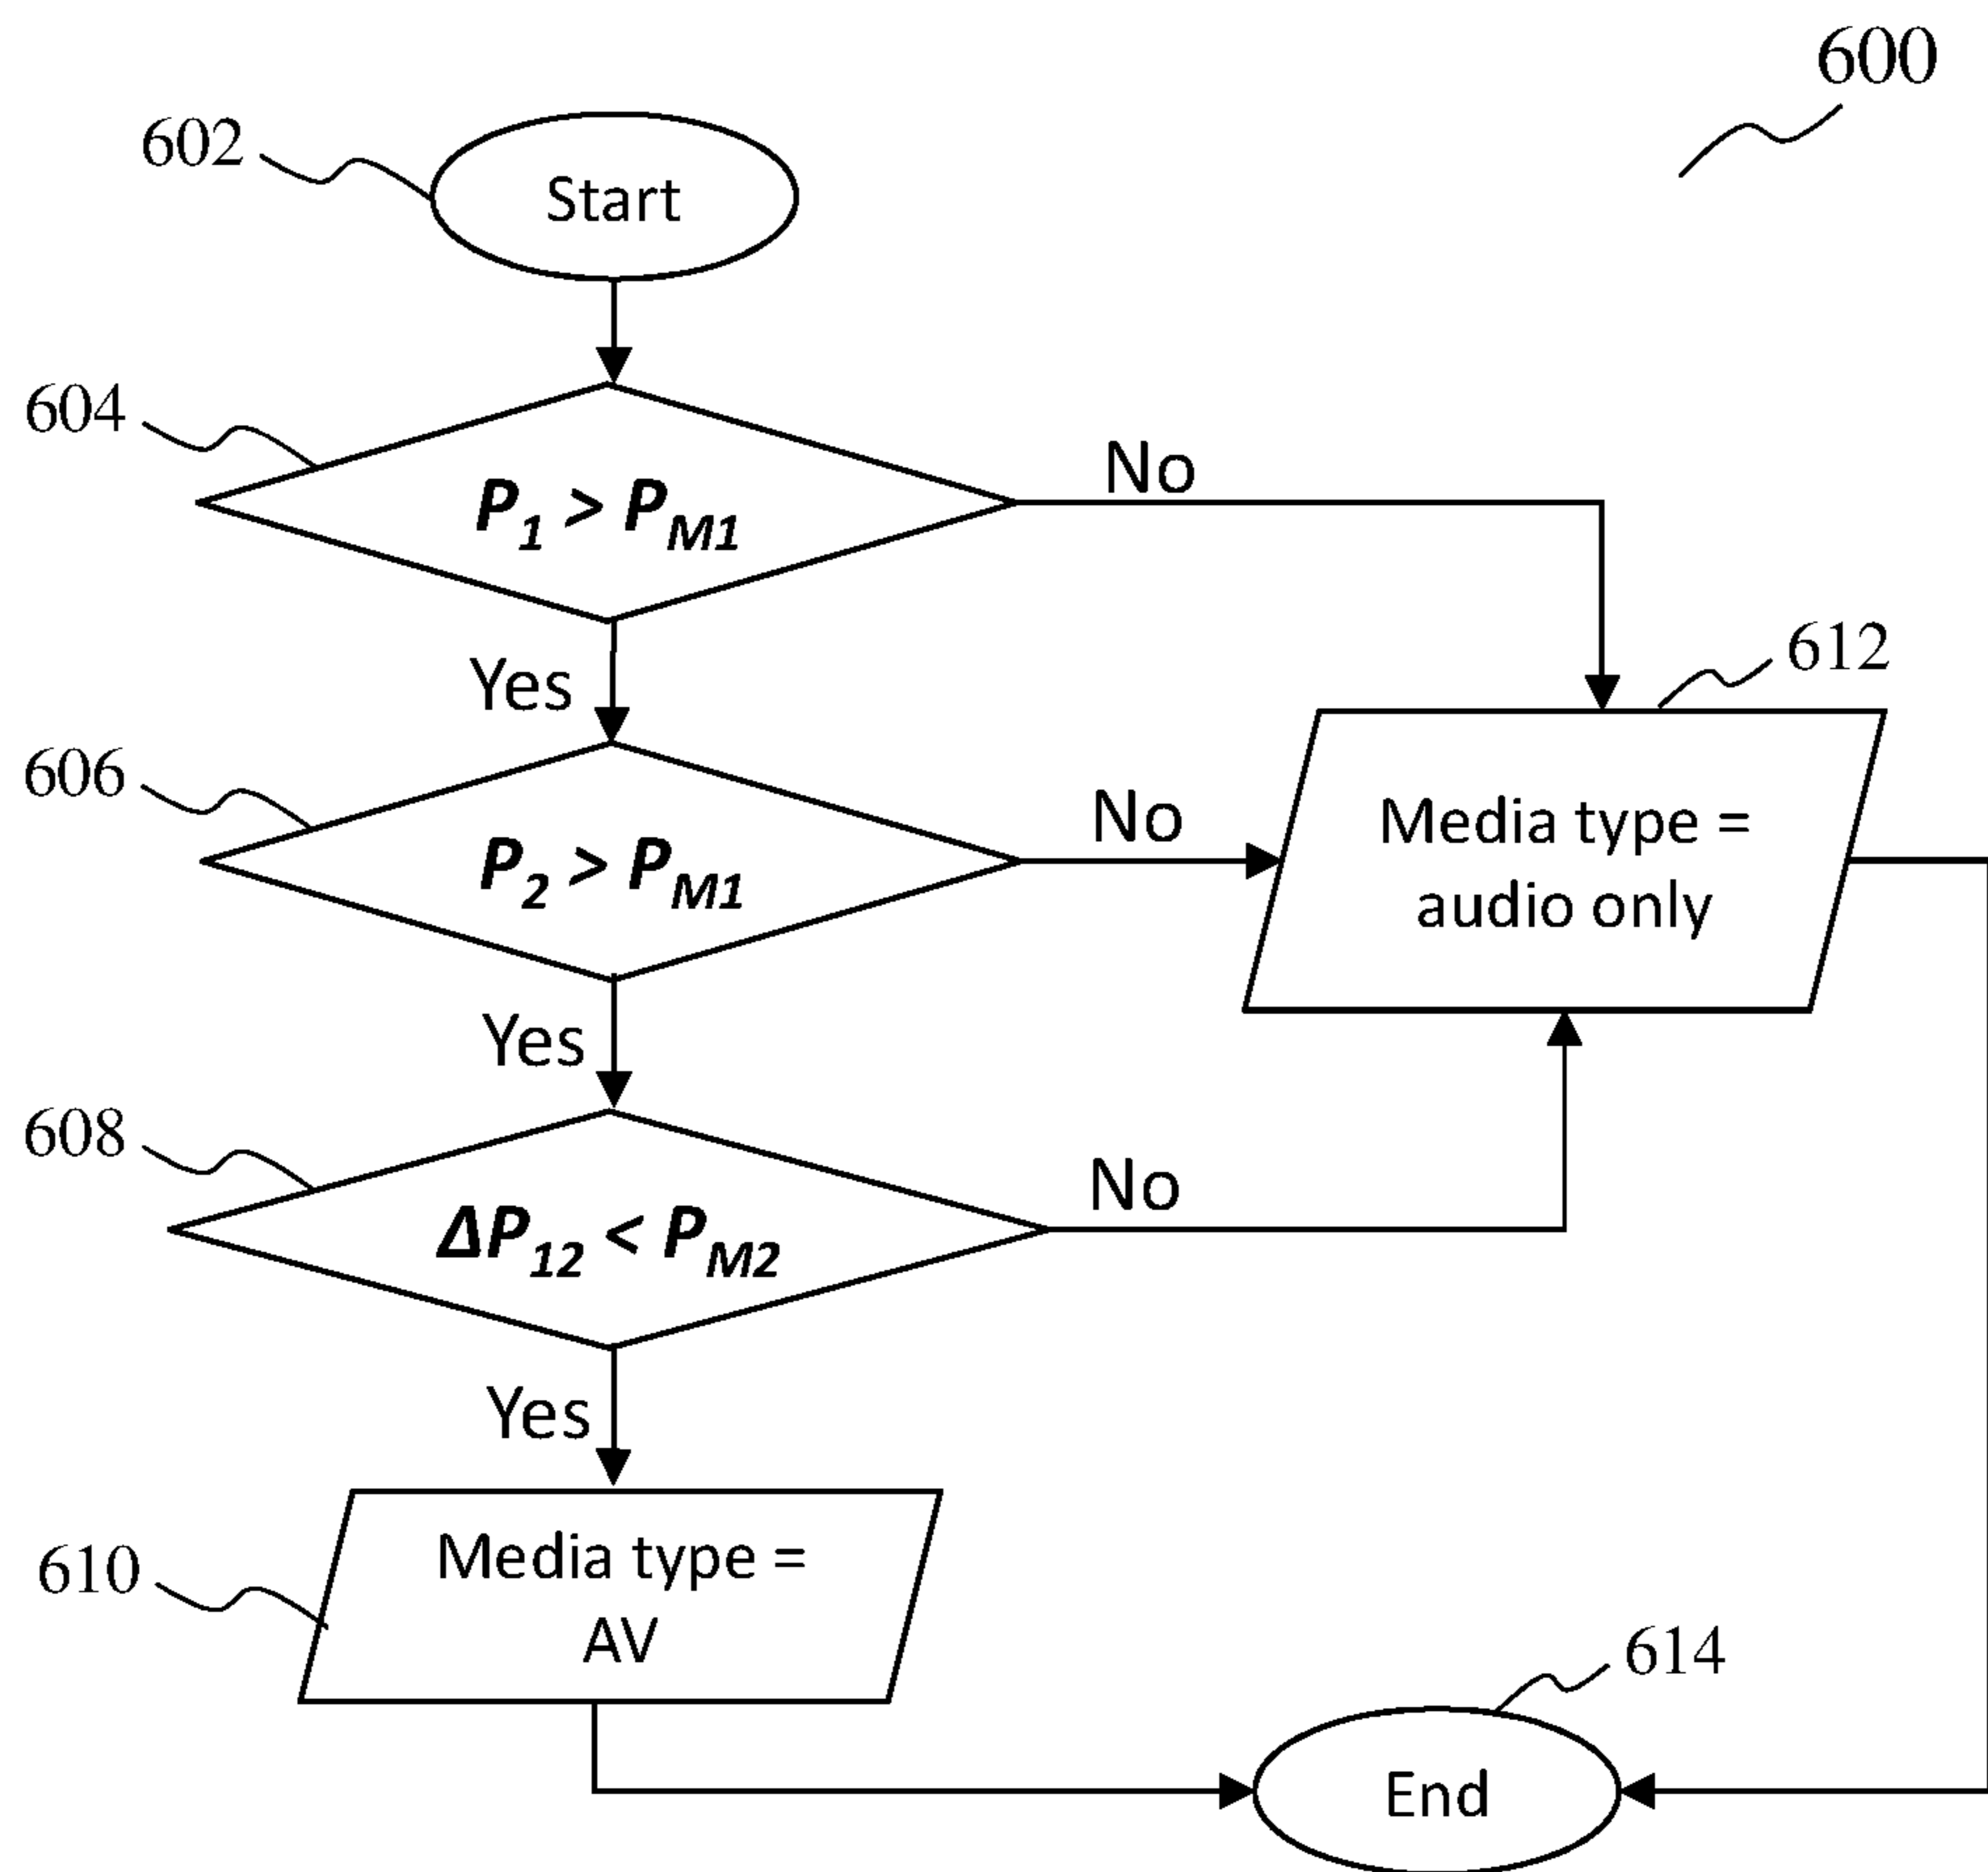 600
602
Start
604
P1 > PM1
No
Yes
612
606
P2 > PM1
No
Media type =
audio only
Yes
608
ΔP12 < PM2
No
Yes
610
Media type =
AV
614
End